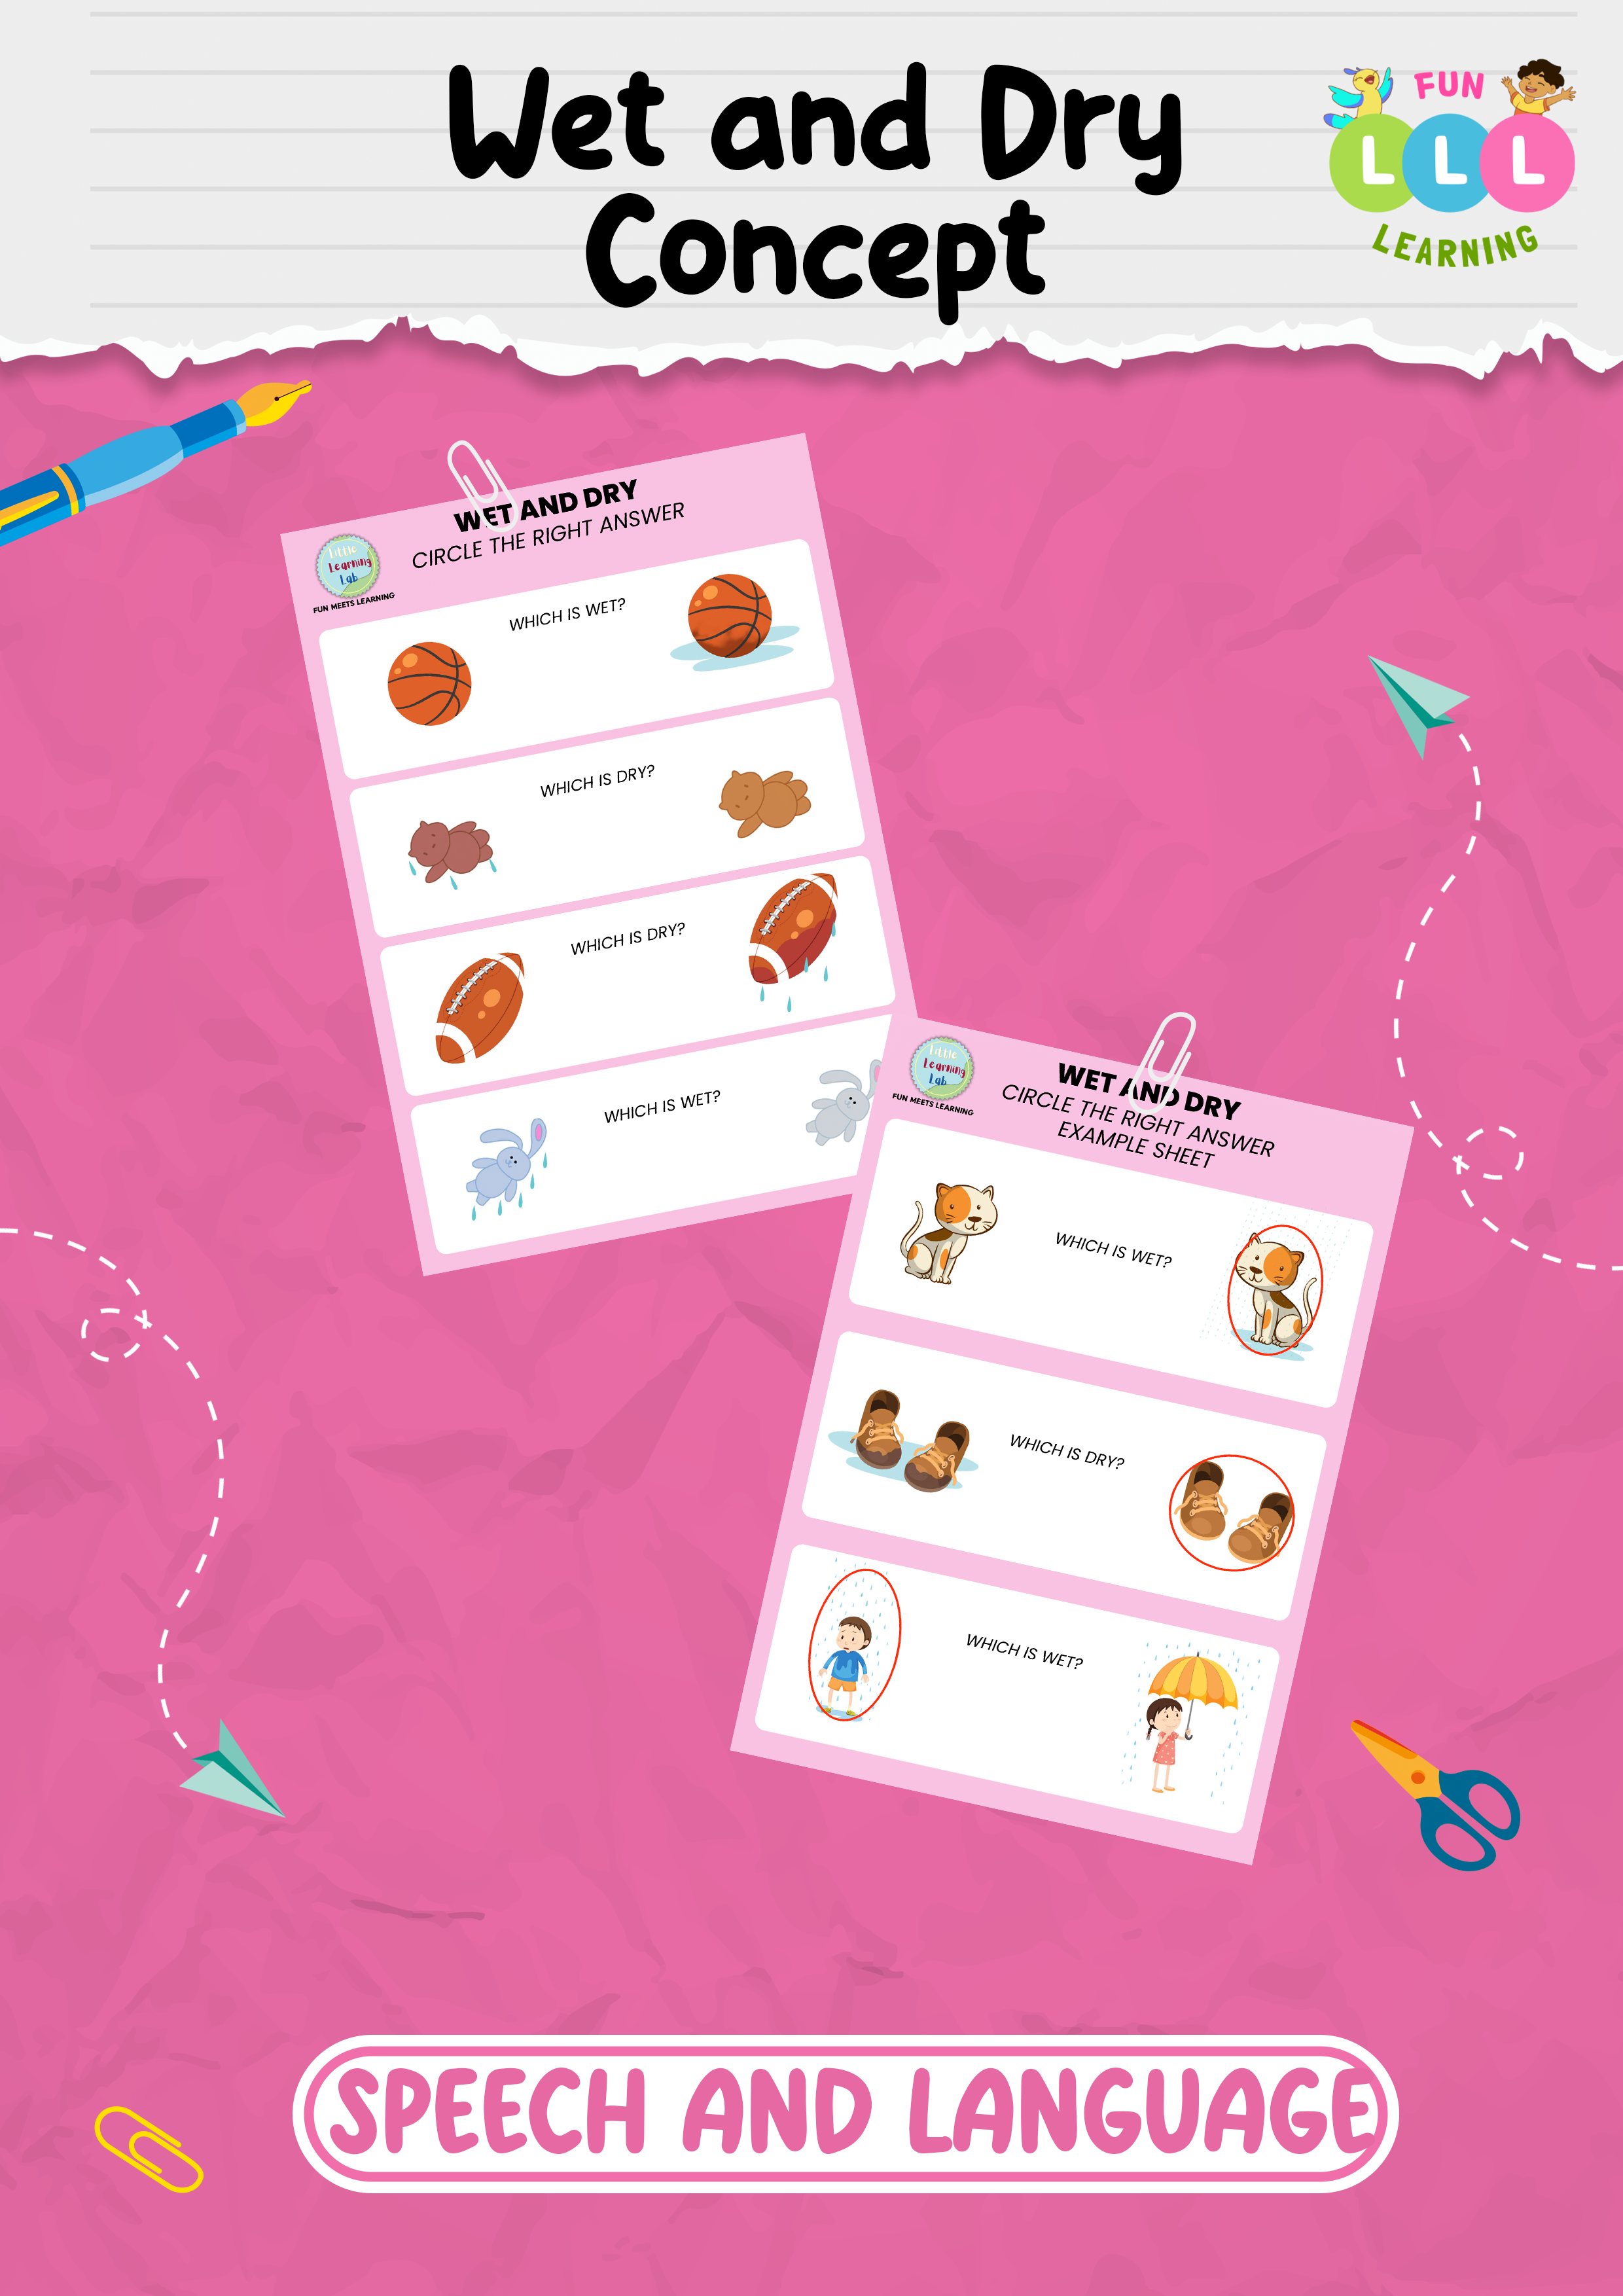 Wet and Dry
Concept
FUN
L L L
LEARNING
WET AND DRY
CIRCLE THE RIGHT ANSWER
Little
Learning
Lab
FUN MEETS LEARNING
WHICH IS WET?
WHICH IS DRY?
WHICH IS DRY?
WHICH IS WET?
Little
Learning
Lab
FUN MEETS LEARNING
WET AND DRY
CIRCLE THE RIGHT ANSWER
EXAMPLE SHEET
WHICH IS WET?
WHICH IS DRY?
WHICH IS WET?
SPEECH AND LANGUAGE